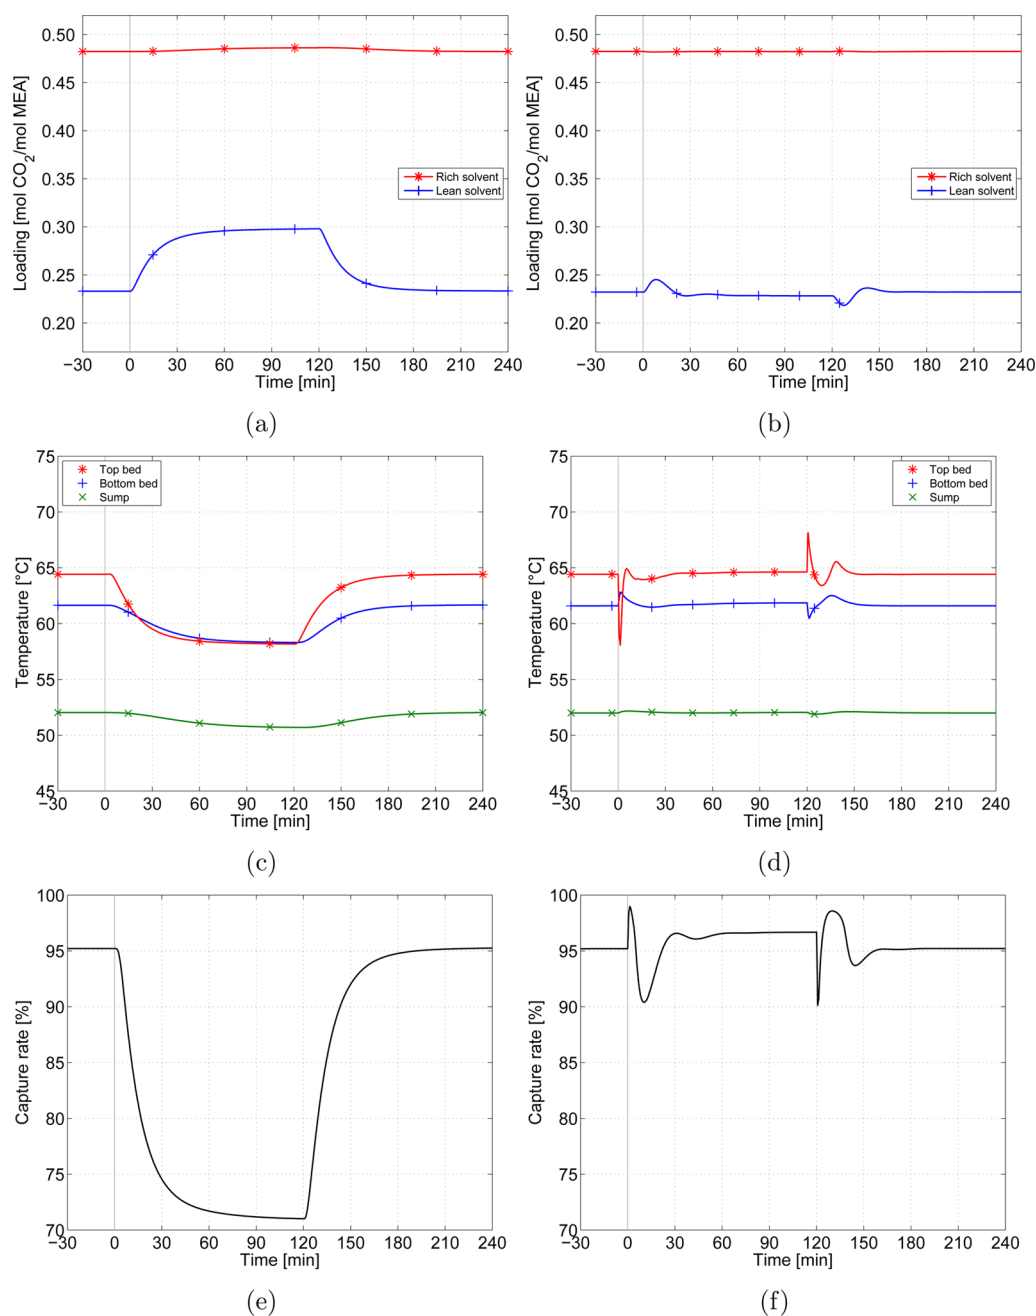 0.50
0.45
0.40
0.35
0.30
0.25
0.20
Loading [mol CO2/mol MEA]
Rich solvent
Lean solvent
−30 0 30 60 90 120 150 180 210 240
Time [min]
(a)
0.50
0.45
0.40
0.35
0.30
0.25
0.20
Loading [mol CO2/mol MEA]
Rich solvent
Lean solvent
−30 0 30 60 90 120 150 180 210 240
Time [min]
(b)
75
70
65
60
55
50
45
Temperature [°C]
Top bed
Bottom bed
Sump
−30 0 30 60 90 120 150 180 210 240
Time [min]
(c)
75
70
65
60
55
50
45
Temperature [°C]
Top bed
Bottom bed
Sump
−30 0 30 60 90 120 150 180 210 240
Time [min]
(d)
100
95
90
85
80
75
70
Capture rate [%]
−30 0 30 60 90 120 150 180 210 240
Time [min]
(e)
100
95
90
85
80
75
70
Capture rate [%]
−30 0 30 60 90 120 150 180 210 240
Time [min]
(f)